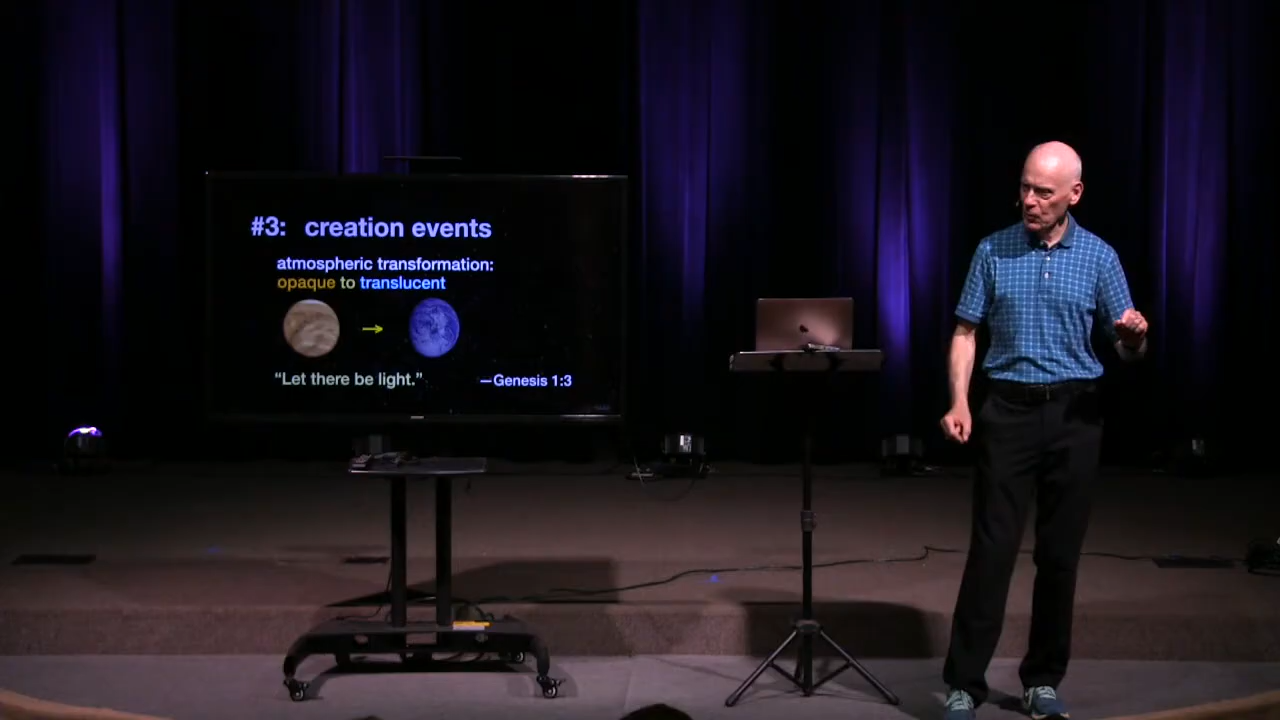 #3: creation events
atmospheric transformation:
opaque to translucent
“Let there be light.” —Genesis 1:3